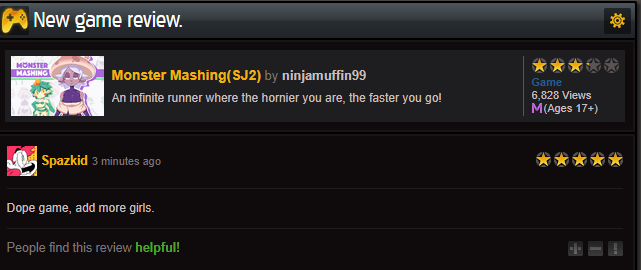 New game review.
MONSTER MASHING
Monster Mashing(SJ2) by ninjamuffin99
An infinite runner where the hornier you are, the faster you go!
Game
6,828 Views
M (Ages 17+)
Spazkid 3 minutes ago
Dope game, add more girls.
People find this review helpful!